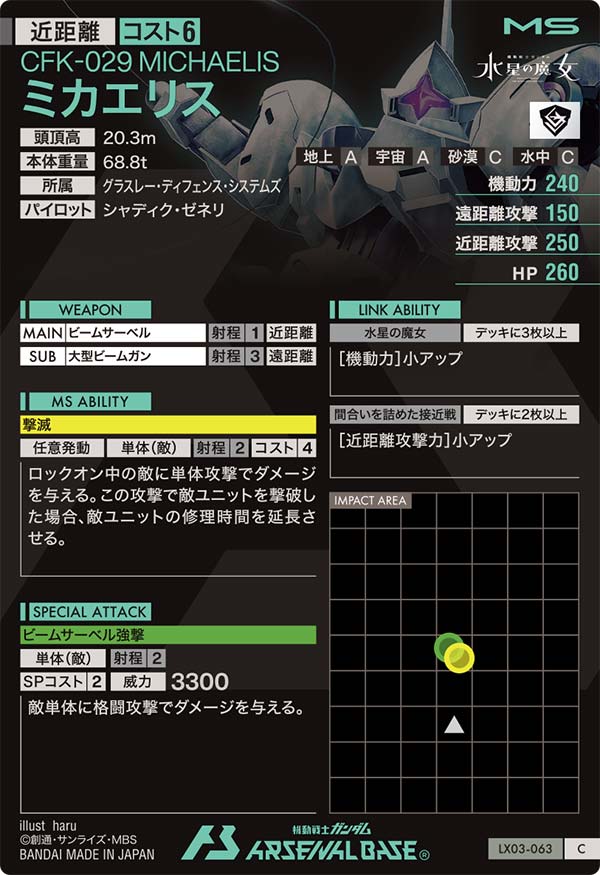 近距離 コスト6 MS
CFK-029 MICHAELIS
機動戦士ガンダム
水星の魔女
ミカエリス
頭頂高 20.3m
本体重量 68.8t
所属 グラスレー・ディフェンス・システムズ
パイロット シャディク・ゼネリ
地上 A 宇宙 A 砂漠 C 水中 C
機動力 240
遠距離攻撃 150
近距離攻撃 250
HP 260
WEAPON
MAIN ビームサーベル 射程 1 近距離
SUB 大型ビームガン 射程 3 遠距離
MS ABILITY
撃滅
任意発動 単体(敵) 射程 2 コスト 4
ロックオン中の敵に単体攻撃でダメージ
を与える。この攻撃で敵ユニットを撃破し
た場合、敵ユニットの修理時間を延長さ
せる。
SPECIAL ATTACK
ビームサーベル強撃
単体(敵) 射程 2
SPコスト 2 威力 3300
敵単体に格闘攻撃でダメージを与える。
LINK ABILITY
水星の魔女 デッキに3枚以上
[機動力]小アップ
間合いを詰めた接近戦 デッキに2枚以上
[近距離攻撃力]小アップ
IMPACT AREA
illust haru
©創通・サンライズ・MBS
BANDAI MADE IN JAPAN
機動戦士ガンダム
ARSENAL BASE®
LX03-063 C